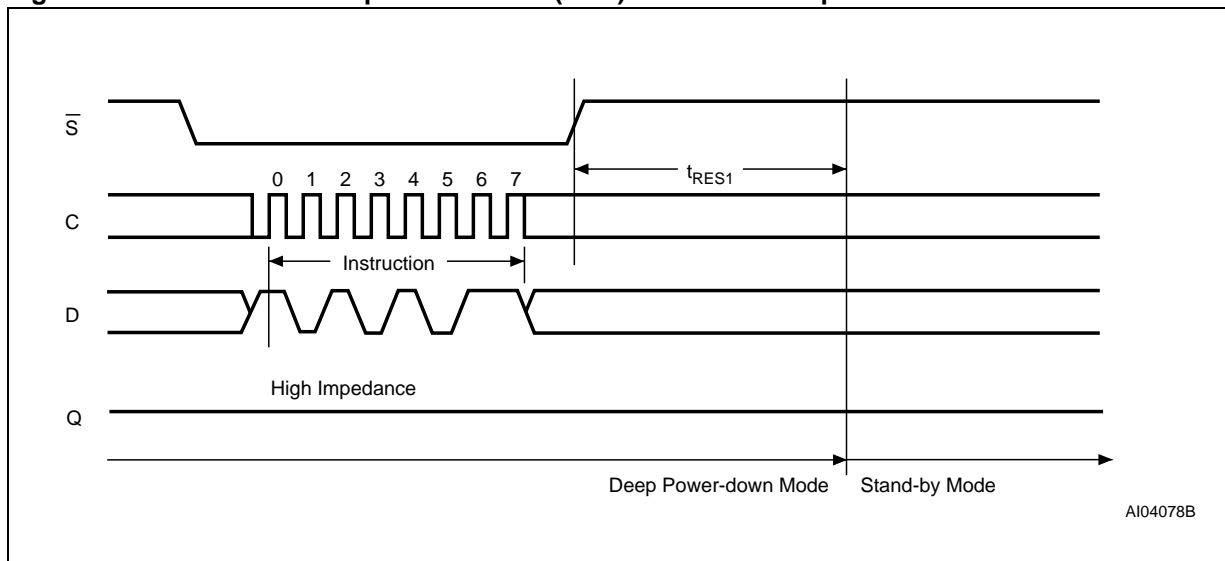 S
0 1 2 3 4 5 6 7
tRES1
C
Instruction
D
High Impedance
Q
Deep Power-down Mode Stand-by Mode
AI04078B